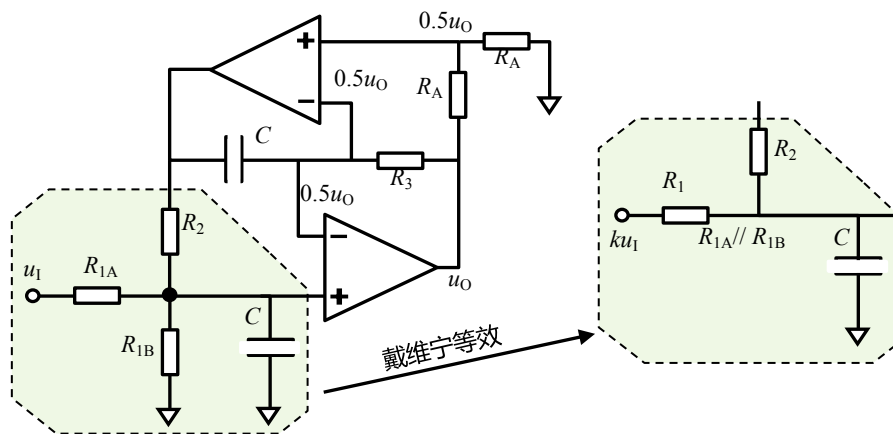 0.5uO
RA
0.5uO
RA
C
R3
0.5uO
R2
R2
R1
uI
R1A
kuI
R1A// R1B
C
uO
C
R1B
戴维宁等效